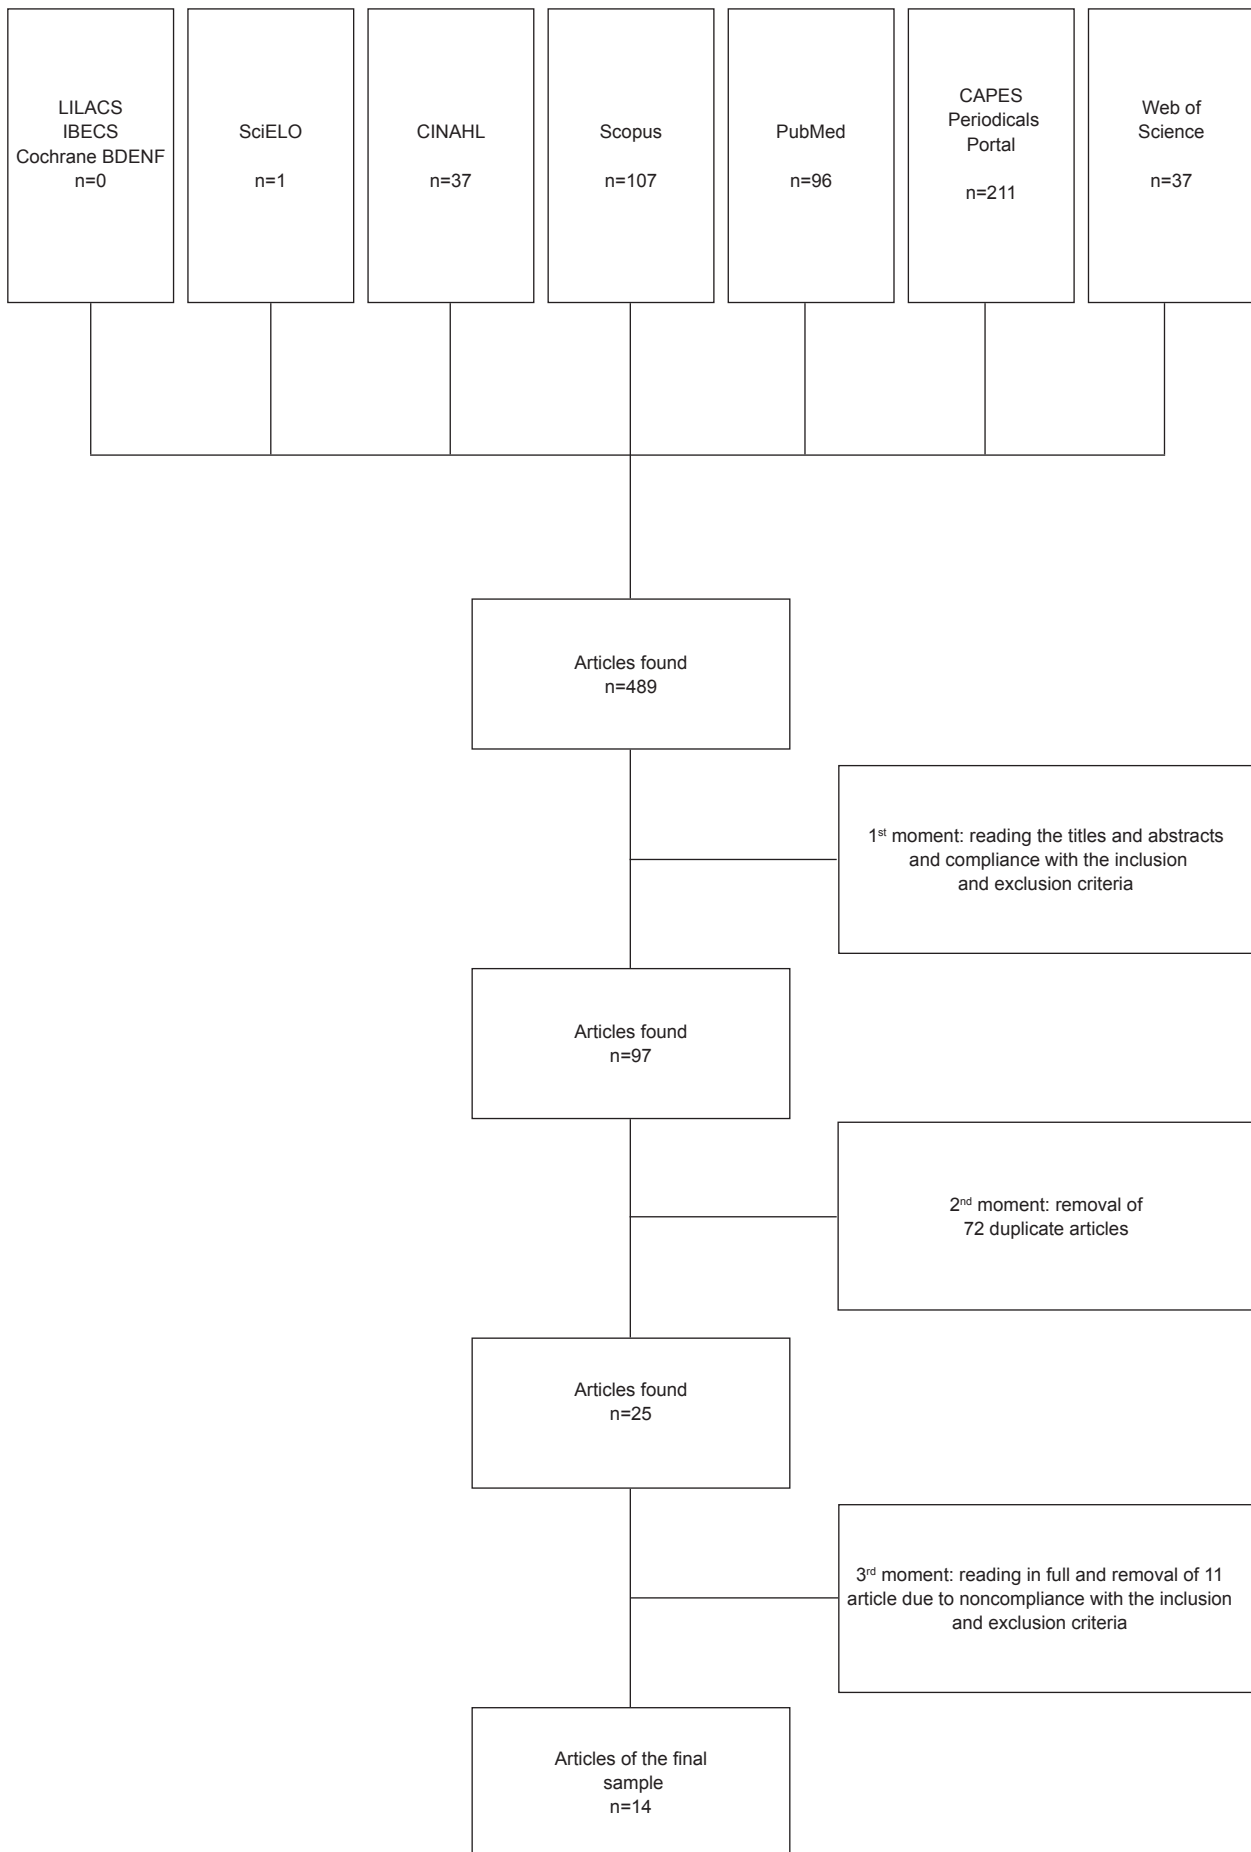 LILACS
IBECS
Cochrane BDENF
n=0
SciELO
n=1
CINAHL
n=37
Scopus
n=107
PubMed
n=96
CAPES
Periodicals
Portal
n=211
Web of
Science
n=37
Articles found
n=489
1st moment: reading the titles and abstracts
and compliance with the inclusion
and exclusion criteria
Articles found
n=97
2nd moment: removal of
72 duplicate articles
Articles found
n=25
3rd moment: reading in full and removal of 11
article due to noncompliance with the inclusion
and exclusion criteria
Articles of the final
sample
n=14